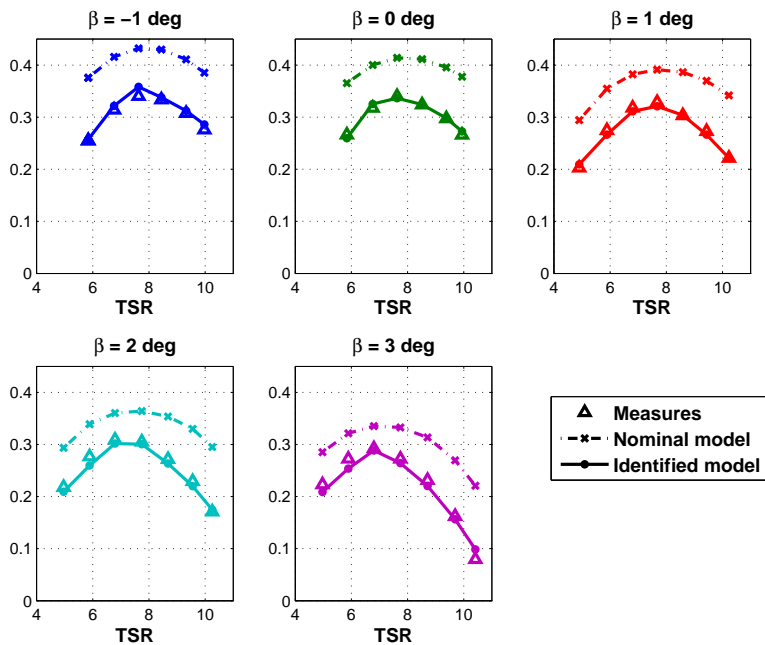 β = −1 deg
0.4
0.3
0.2
0.1
0
4 6 8 10
TSR
β = 0 deg
0.4
0.3
0.2
0.1
0
4 6 8 10
TSR
β = 1 deg
0.4
0.3
0.2
0.1
0
4 6 8 10
TSR
β = 2 deg
0.4
0.3
0.2
0.1
0
4 6 8 10
TSR
β = 3 deg
0.4
0.3
0.2
0.1
0
4 6 8 10
TSR
Measures
Nominal model
Identified model